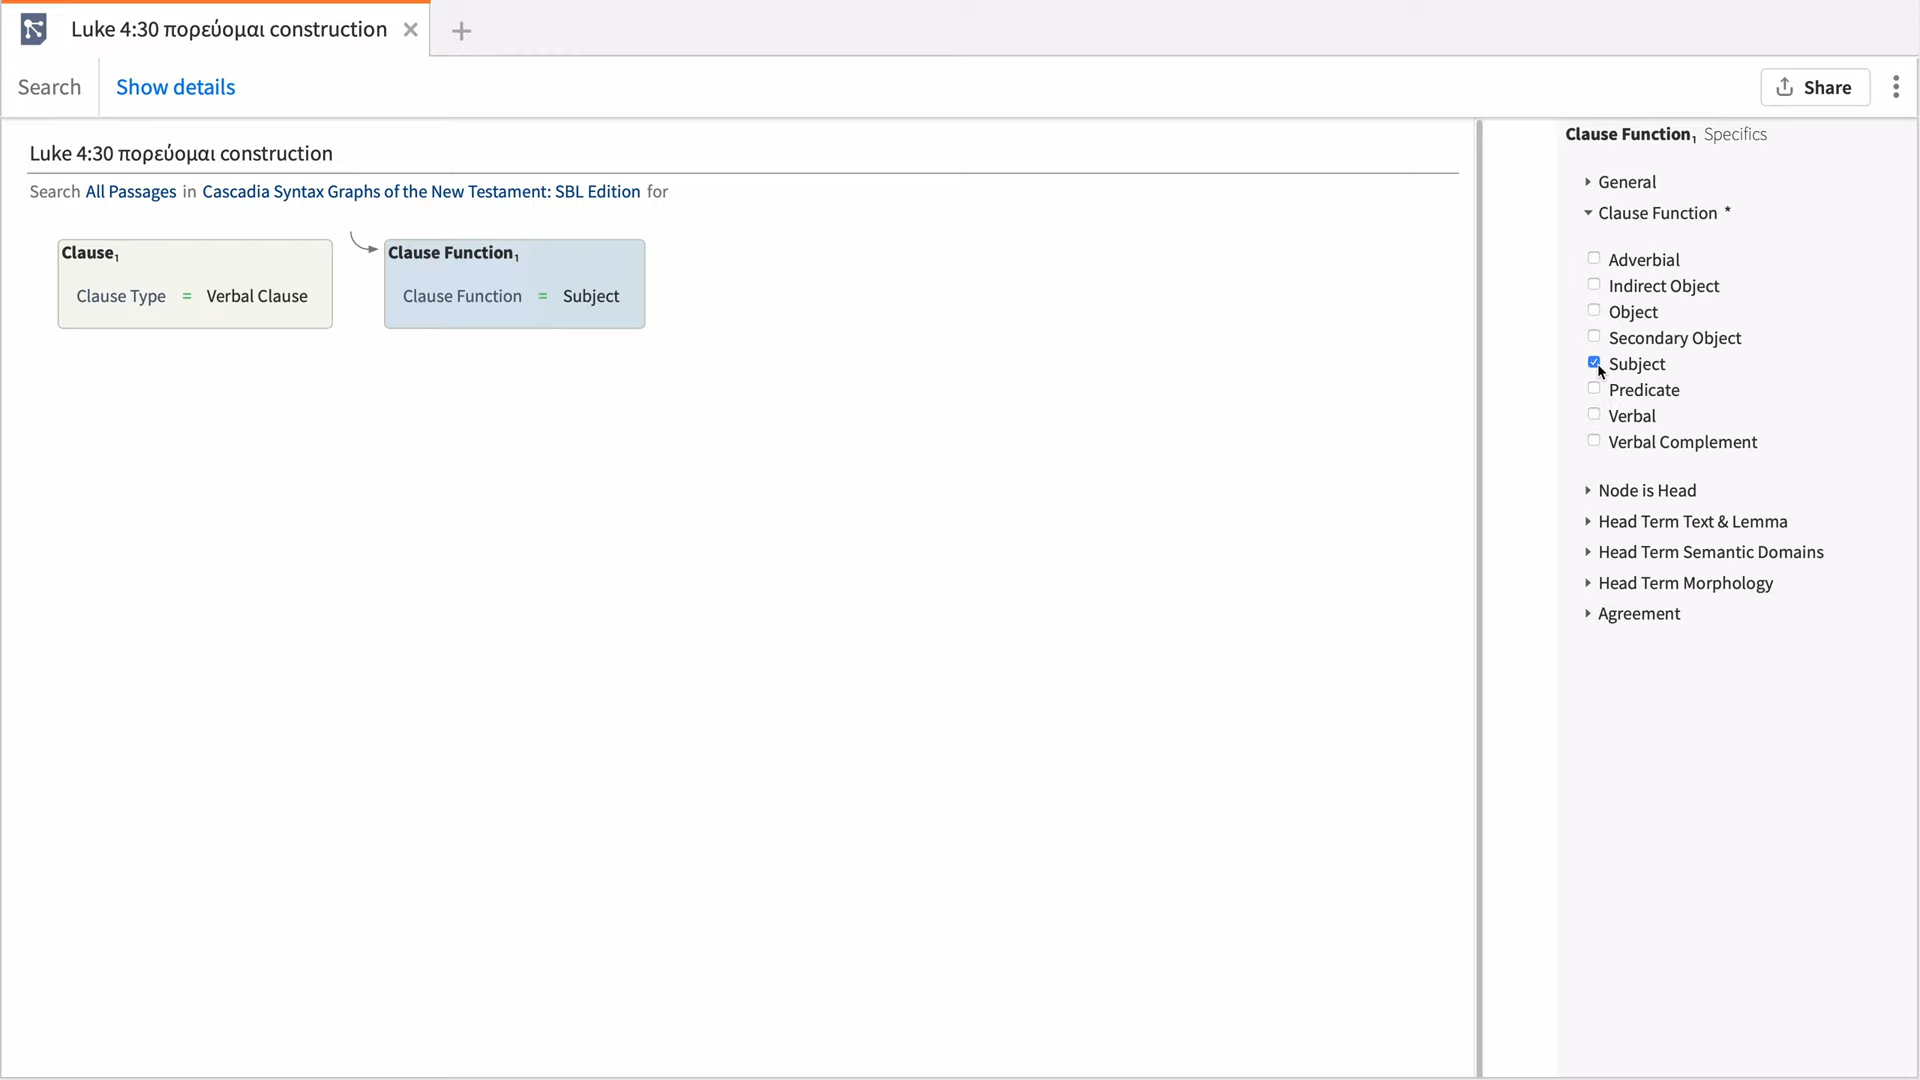 Luke 4:30 πορεύομαι construction
Search Show details Share
Luke 4:30 πορεύομαι construction
Search All Passages in Cascadia Syntax Graphs of the New Testament: SBL Edition for
Clause1
Clause Type = Verbal Clause
Clause Function1
Clause Function = Subject
Clause Function1 Specifics
General
Clause Function *
Adverbial
Indirect Object
Object
Secondary Object
Subject
Predicate
Verbal
Verbal Complement
Node is Head
Head Term Text & Lemma
Head Term Semantic Domains
Head Term Morphology
Agreement